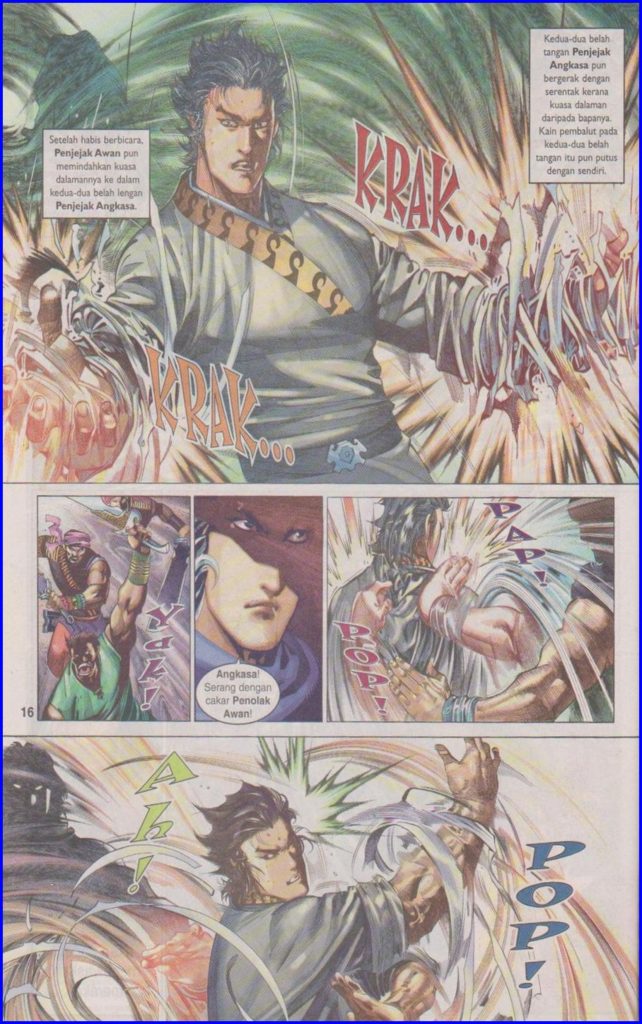 Setelah habis berbicara,
Penjejak Awan pun
memindahkan kuasa
dalamannya ke dalam
kedua-dua belah lengan
Penjejak Angkasa.
Kedua-dua belah
tangan Penjejak
Angkasa pun
bergerak dengan
serentak kerana
kuasa dalaman
daripada bapanya.
Kain pembalut pada
kedua-dua belah
tangan itu pun putus
dengan sendiri.
KRAK...
KRAK...
Yak!
Angkasa!
Serang dengan
cakar Penolak
Awan!
PAP!
POP!
16
Ah!
POP!